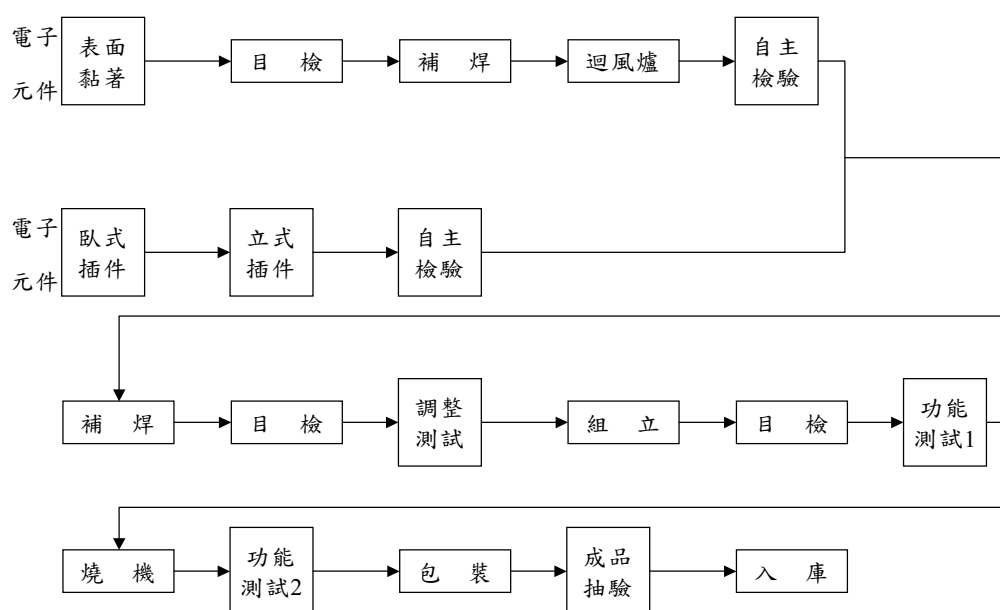 電子
元件
表面
黏著
目 檢
補 焊
迴風爐
自主
檢驗
電子
元件
臥式
插件
立式
插件
自主
檢驗
補 焊
目 檢
調整
測試
組 立
目 檢
功能
測試1
燒 機
功能
測試2
包 裝
成品
抽驗
入 庫